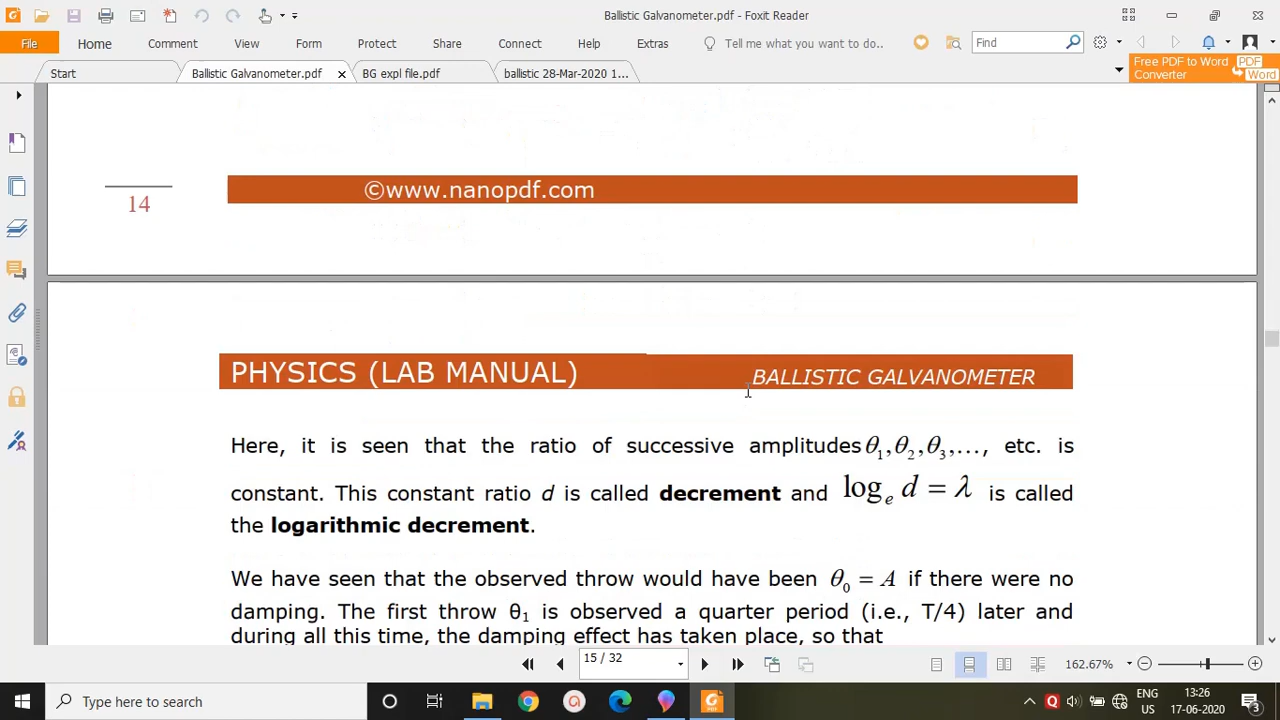 Ballistic Galvanometer.pdf - Foxit Reader
File Home Comment View Form Protect Share Connect Help Extras Tell me what you want to do.. Find
Start Ballistic Galvanometer.pdf BG expl file.pdf ballistic 28-Mar-2020 1...
Free PDF to Word Converter PDF Word
14 ©www.nanopdf.com
PHYSICS (LAB MANUAL) BALLISTIC GALVANOMETER
Here, it is seen that the ratio of successive amplitudes θ₁,θ₂,θ₃,…, etc. is
constant. This constant ratio d is called decrement and logₑ d = λ is called
the logarithmic decrement.
We have seen that the observed throw would have been θ₀ = A if there were no
damping. The first throw θ₁ is observed a quarter period (i.e., T/4) later and
during all this time, the damping effect has taken place, so that
15 / 32 162.67%
Type here to search
ENG 13:26
US 17-06-2020 3